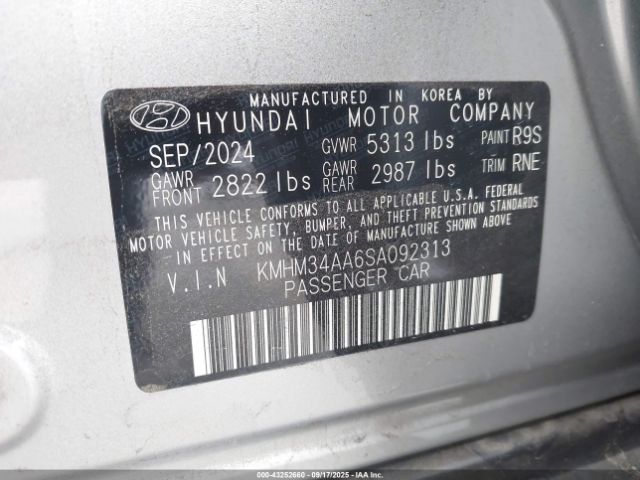 MANUFACTURED IN KOREA BY
HYUNDAI MOTOR COMPANY
SEP/2024 GVWR 5313 lbs PAINT R9S
GAWR FRONT 2822 lbs GAWR REAR 2987 lbs TRIM RNE
THIS VEHICLE CONFORMS TO ALL APPLICABLE U.S.A. FEDERAL
MOTOR VEHICLE SAFETY, BUMPER, AND THEFT PREVENTION STANDARDS
IN EFFECT ON THE DATE OF MANUFACTURE SHOWN ABOVE
V.I.N KMHM34AA6SA092313
PASSENGER CAR
000-43252660 - 09/17/2025 - IAAI.COM